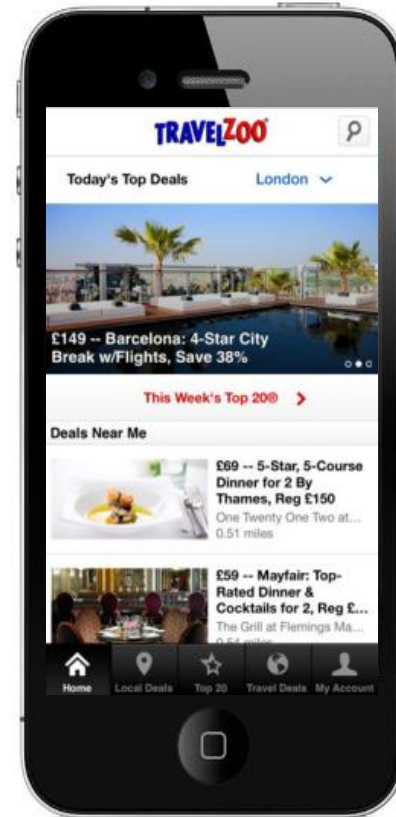 TRAVELZOO®
Today's Top Deals London
£149 -- Barcelona: 4-Star City
Break w/Flights, Save 38%
This Week's Top 20®
Deals Near Me
£69 -- 5-Star, 5-Course
Dinner for 2 By
Thames, Reg £150
One Twenty One Two at...
0.51 miles
£59 -- Mayfair: Top-
Rated Dinner &
Cocktails for 2, Reg £...
The Grill at Flemings Ma...
0.54 miles
Home Local Deals Top 20 Travel Deals My Account